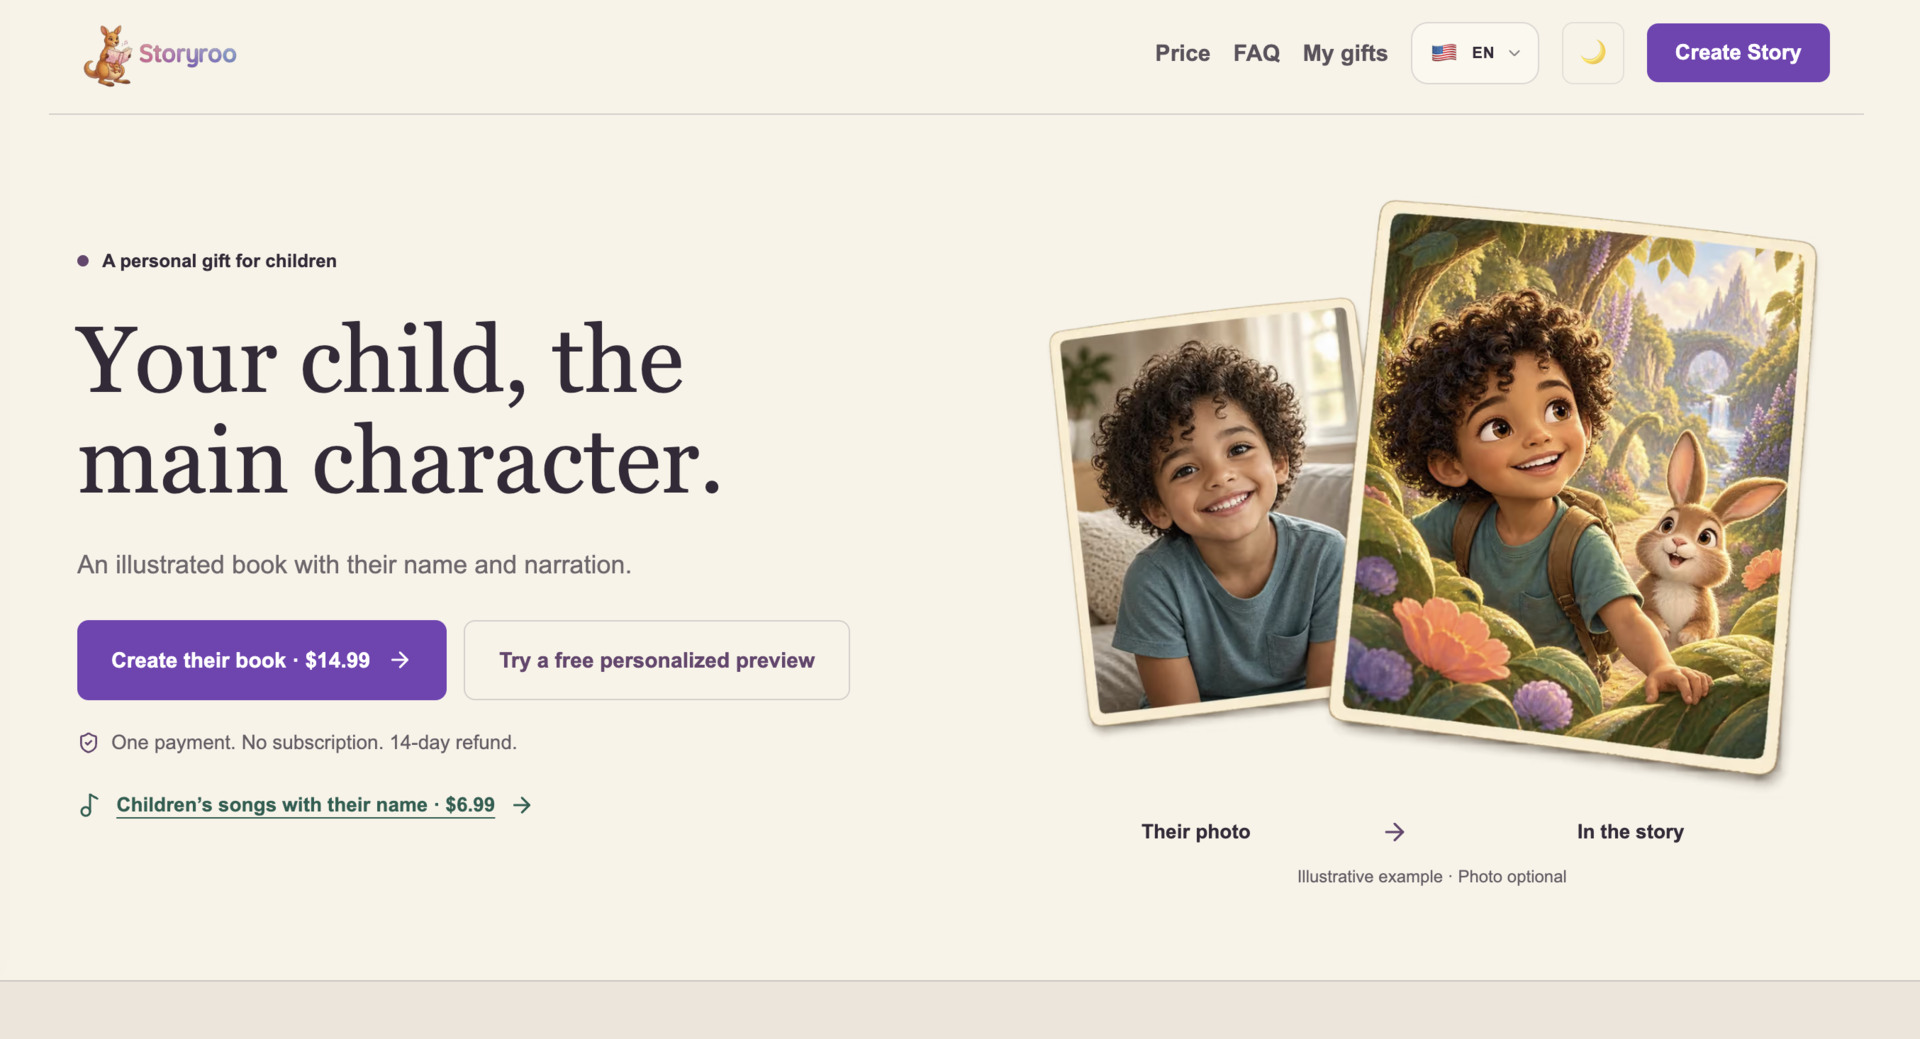 Storyroo
Price
FAQ
My gifts
EN
Create Story
A personal gift for children
Your child, the
main character.
An illustrated book with their name and narration.
Create their book · $14.99 →
Try a free personalized preview
One payment. No subscription. 14-day refund.
Children’s songs with their name · $6.99 →
Their photo → In the story
Illustrative example · Photo optional